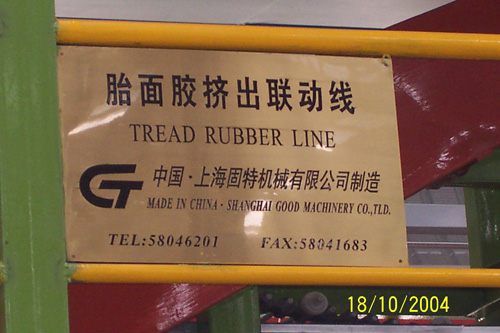 胎面胶挤出联动线
TREAD RUBBER LINE
GT
中国·上海固特机械有限公司制造
MADE IN CHINA - SHANGHAI GOOD MACHINERY CO.,TLD.
TEL:58046201 FAX:58041683
18/10/2004